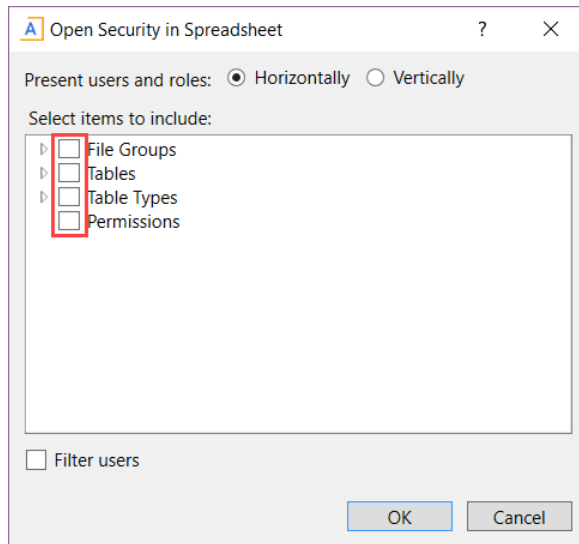 A Open Security in Spreadsheet ?
Present users and roles: Horizontally Vertically
Select items to include:
File Groups
Tables
Table Types
Permissions
Filter users
OK Cancel